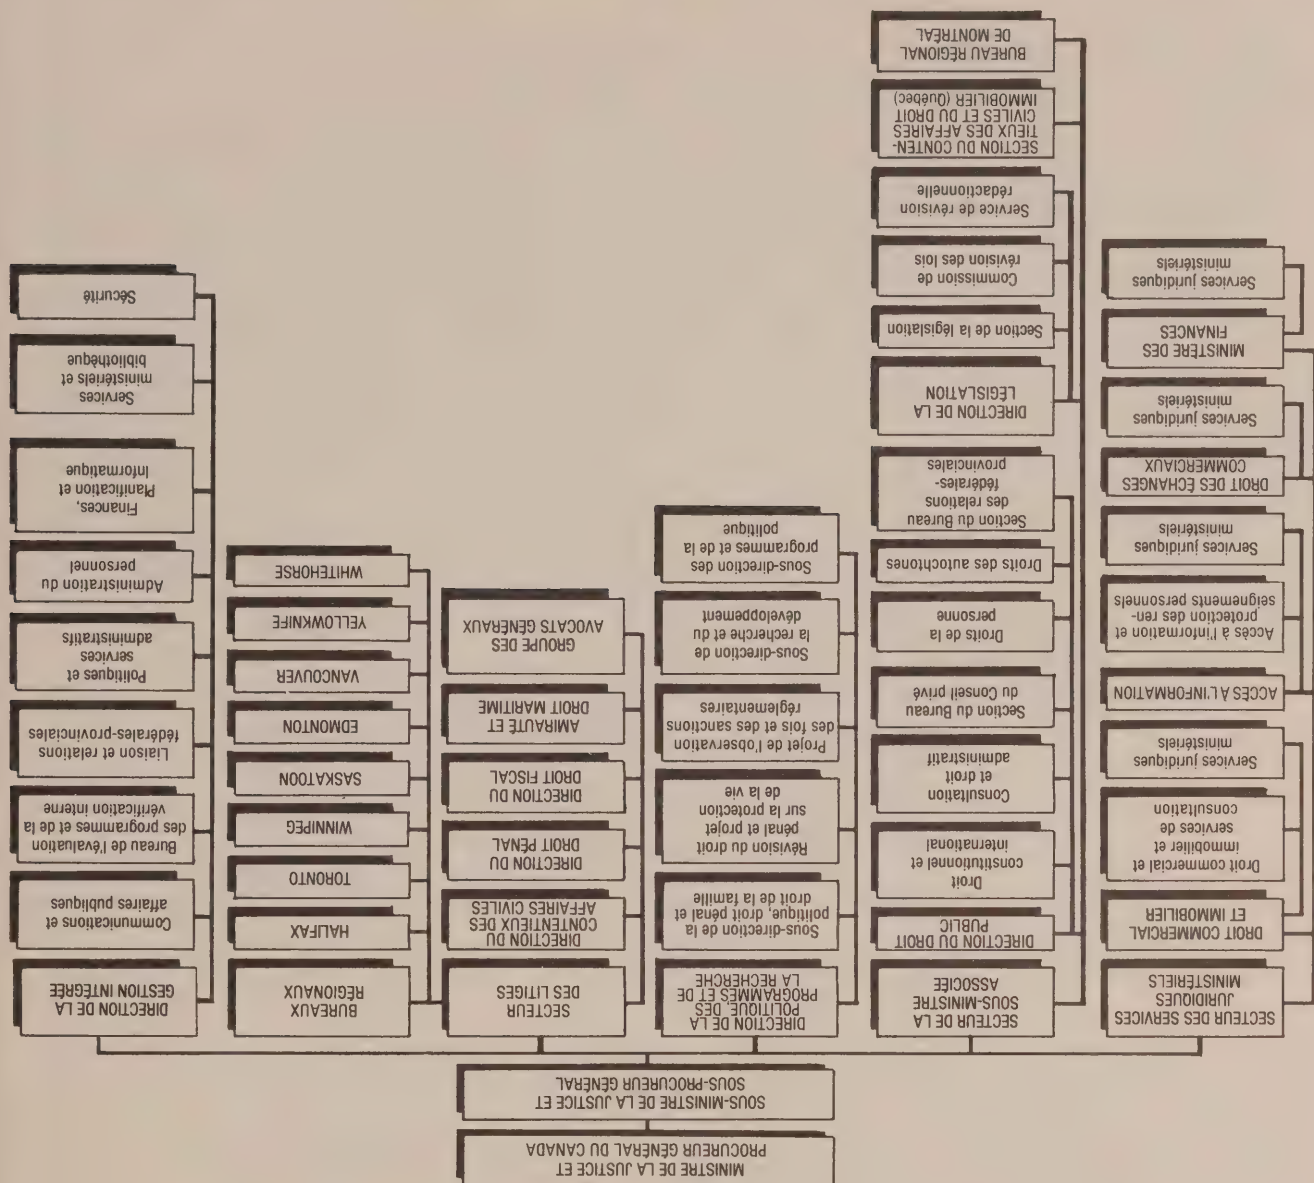 MINISTRE DE LA JUSTICE ET
PROCUREUR GÉNÉRAL DU CANADA
SOUS-MINISTRE DE LA JUSTICE ET
SOUS-PROCUREUR GÉNÉRAL
SECTEUR DES SERVICES
JURIDIQUES
MINISTÉRIELS
DROIT COMMERCIAL
ET IMMOBILIER
Droit commercial et
immobilier et
services de
consultation
Services juridiques
ministériels
ACCÈS À L'INFORMATION
Accès à l'information et
protection des ren-
seignements personnels
Services juridiques
ministériels
DROIT DES ÉCHANGES
COMMERCIAUX
Services juridiques
ministériels
MINISTÈRE DES
FINANCES
Services juridiques
ministériels
SECTEUR DE LA
SOUS-MINISTRE
ASSOCIÉE
DIRECTION DU DROIT
PUBLIC
Droit
constitutionnel et
international
Consultation
et droit
administratif
Section du Bureau
du Conseil privé
Droits de la
personne
Droits des autochtones
Section du Bureau
des relations
fédérales-
provinciales
DIRECTION DE LA
LÉGISLATION
Section de la législation
Commission de
révision des lois
Service de révision
rédactionnelle
SECTION DU CONTEN-
TIEUX DES AFFAIRES
CIVILES ET DU DROIT
IMMOBILIER (Québec)
BUREAU RÉGIONAL
DE MONTRÉAL
DIRECTION DE LA
POLITIQUE, DES
PROGRAMMES ET DE
LA RECHERCHE
Sous-direction de la
politique, droit pénal et
droit de la famille
Révision du droit
pénal et projet
sur la protection
de la vie
Projet de l'observation
des fois et des sanctions
réglementaires
Sous-direction de
la recherche et du
développement
Sous-direction des
programmes et de la
politique
SECTEUR
DES LITIGES
DIRECTION DU
CONTENTIEUX DES
AFFAIRES CIVILES
DIRECTION DU
DROIT PÉNAL
DIRECTION DU
DROIT FISCAL
AMIRAUTÉ ET
DROIT MARITIME
GROUPE DES
AVOCATS GÉNÉRAUX
BUREAUX
RÉGIONAUX
HALIFAX
TORONTO
WINNIPEG
SASKATOON
EDMONTON
VANCOUVER
YELLOWKNIFE
WHITEHORSE
DIRECTION DE LA
GESTION INTÉGRÉE
Communications et
affaires publiques
Bureau de l'évaluation
des programmes et de la
vérification interne
Liaison et relations
fédérales-provinciales
Politiques et
services
administratifs
Administration du
personnel
Finances,
Planification et
Informatique
Services
ministériels et
bibliothèque
Sécurité